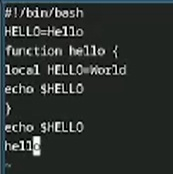 #!/bin/bash
HELLO=Hello
function hello {
local HELLO=World
echo $HELLO
}
echo $HELLO
hello
~